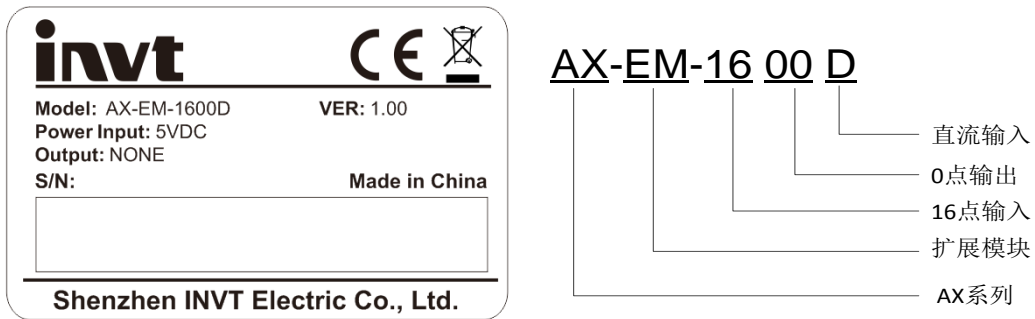 invt CE
Model: AX-EM-1600D VER: 1.00
Power Input: 5VDC
Output: NONE
S/N: Made in China
Shenzhen INVT Electric Co., Ltd.
AX-EM-16 00 D
直流输入
0点输出
16点输入
扩展模块
AX系列